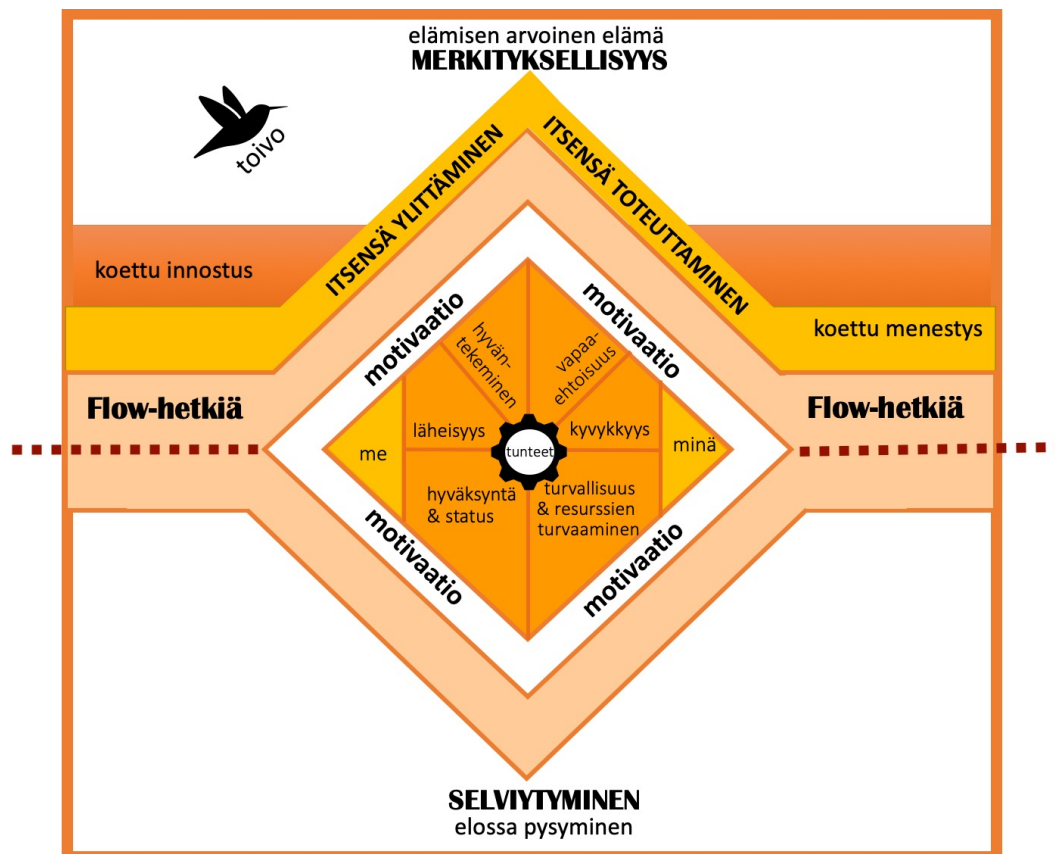 elämisen arvoinen elämä
MERKITYKSELLISYYS
toivo
ITSENSÄ YLITTÄMINEN
ITSENSÄ TOTEUTTAMINEN
koettu innostus
koettu menestys
motivaatio
motivaatio
hyvän-
tekeminen
vapaa-
ehtoisuus
Flow-hetkiä
Flow-hetkiä
me
läheisyys
tunteet
kyvykkyys
minä
hyväksyntä
& status
turvallisuus
& resurssien
turvaaminen
motivaatio
motivaatio
SELVIYTYMINEN
elossa pysyminen